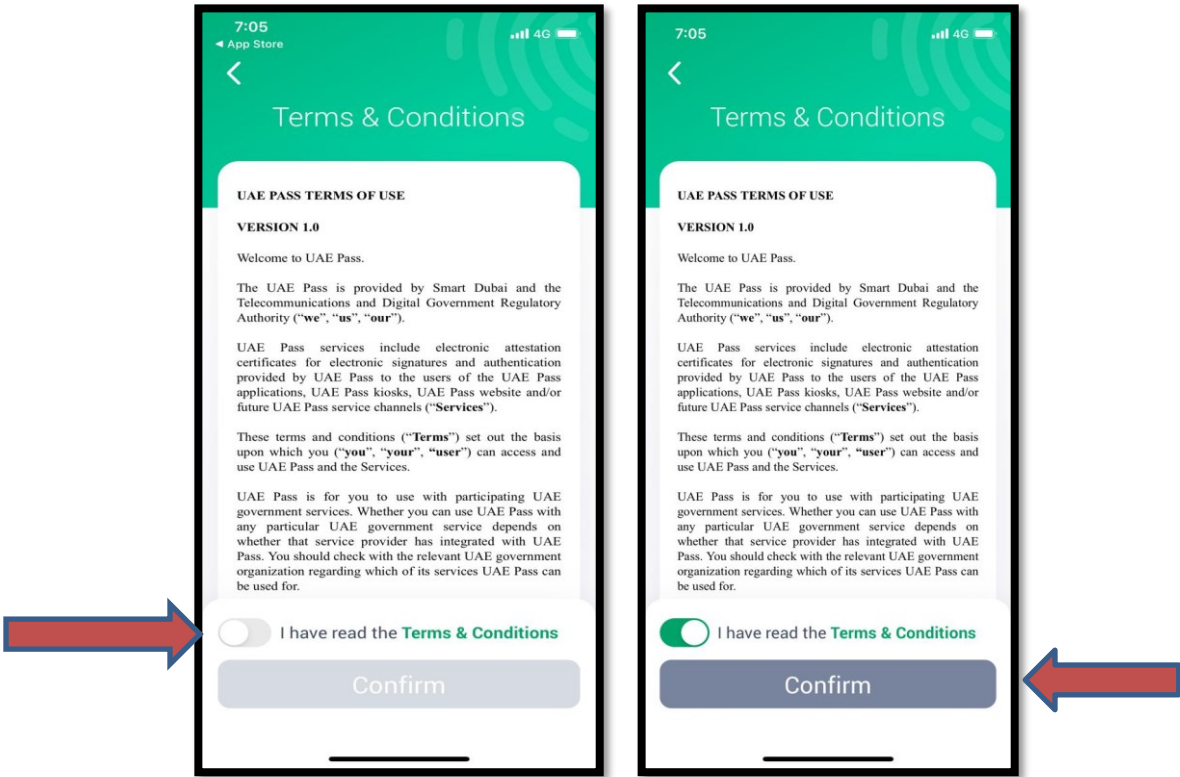 7:05
◄ App Store
4G
Terms & Conditions
UAE PASS TERMS OF USE
VERSION 1.0
Welcome to UAE Pass.
The UAE Pass is provided by Smart Dubai and the
Telecommunications and Digital Government Regulatory
Authority (“we”, “us”, “our”).
UAE Pass services include electronic attestation
certificates for electronic signatures and authentication
provided by UAE Pass to the users of the UAE Pass
applications, UAE Pass kiosks, UAE Pass website and/or
future UAE Pass service channels (“Services”).
These terms and conditions (“Terms”) set out the basis
upon which you (“you”, “your”, “user”) can access and
use UAE Pass and the Services.
UAE Pass is for you to use with participating UAE
government services. Whether you can use UAE Pass with
any particular UAE government service depends on
whether that service provider has integrated with UAE
Pass. You should check with the relevant UAE government
organization regarding which of its services UAE Pass can
be used for.
I have read the Terms & Conditions
Confirm
7:05
4G
Terms & Conditions
UAE PASS TERMS OF USE
VERSION 1.0
Welcome to UAE Pass.
The UAE Pass is provided by Smart Dubai and the
Telecommunications and Digital Government Regulatory
Authority (“we”, “us”, “our”).
UAE Pass services include electronic attestation
certificates for electronic signatures and authentication
provided by UAE Pass to the users of the UAE Pass
applications, UAE Pass kiosks, UAE Pass website and/or
future UAE Pass service channels (“Services”).
These terms and conditions (“Terms”) set out the basis
upon which you (“you”, “your”, “user”) can access and
use UAE Pass and the Services.
UAE Pass is for you to use with participating UAE
government services. Whether you can use UAE Pass with
any particular UAE government service depends on
whether that service provider has integrated with UAE
Pass. You should check with the relevant UAE government
organization regarding which of its services UAE Pass can
be used for.
I have read the Terms & Conditions
Confirm